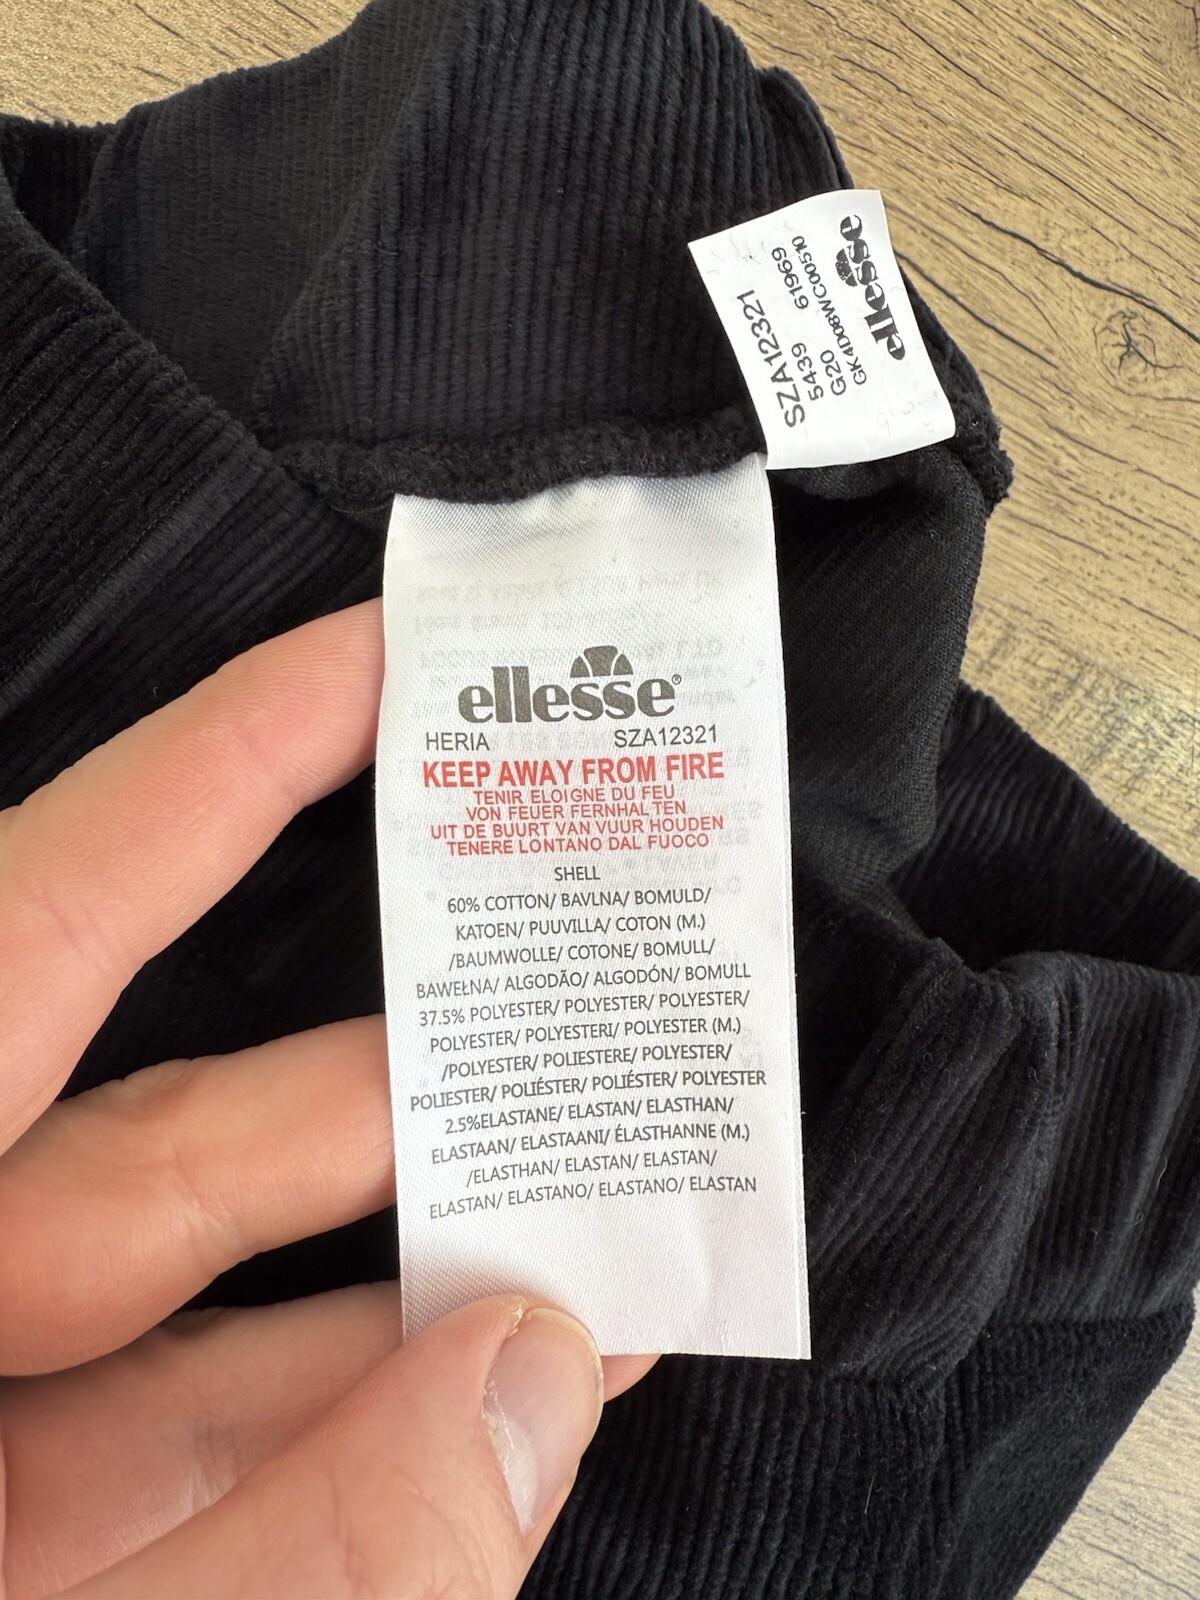 ellesse
SZA12321
5439 61969
G20
GK4D08WC00510
ellesse®
HERIA SZA12321
KEEP AWAY FROM FIRE
TENIR ELOIGNE DU FEU
VON FEUER FERNHAL TEN
UIT DE BUURT VAN VUUR HOUDEN
TENERE LONTANO DAL FUOCO
SHELL
60% COTTON/ BAVLNA/ BOMULD/
KATOEN/ PUUVILLA/ COTON (M.)
/BAUMWOLLE/ COTONE/ BOMULL/
BAWEŁNA/ ALGODÃO/ ALGODÓN/ BOMULL
37.5% POLYESTER/ POLYESTER/ POLYESTER/
POLYESTER/ POLYESTERI/ POLYESTER (M.)
/POLYESTER/ POLIESTERE/ POLYESTER/
POLIESTER/ POLIÉSTER/ POLIÉSTER/ POLYESTER
2.5%ELASTANE/ ELASTAN/ ELASTHAN/
ELASTAAN/ ELASTAANI/ ÉLASTHANNE (M.)
/ELASTHAN/ ELASTAN/ ELASTAN/
ELASTAN/ ELASTANO/ ELASTANO/ ELASTAN